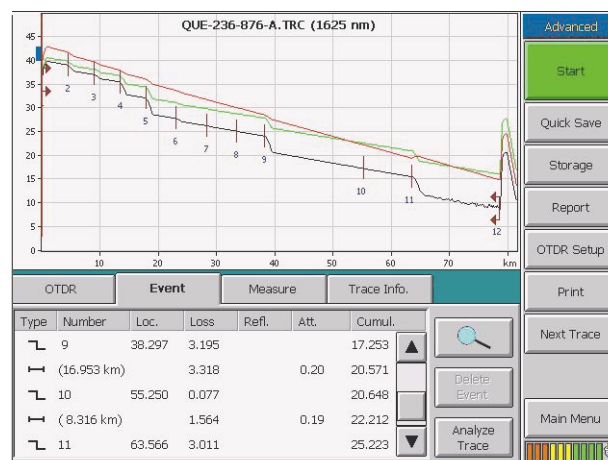 QUE-236-876-A.TRC (1625 nm)
45
40
35
30
25
20
15
10
5
0
2
3
4
5
6
7
8
9
10
11
12
10
20
30
40
50
60
70
km
OTDR
Event
Measure
Trace Info.
Type Number Loc. Loss Refl. Att. Cumul.
9 38.297 3.195 17.253
(16.953 km) 3.318 0.20 20.571
10 55.250 0.077 20.648
( 8.316 km) 1.564 0.19 22.212
11 63.566 3.011 25.223
Delete
Event
Analyze
Trace
Advanced
Start
Quick Save
Storage
Report
OTDR Setup
Print
Next Trace
Main Menu